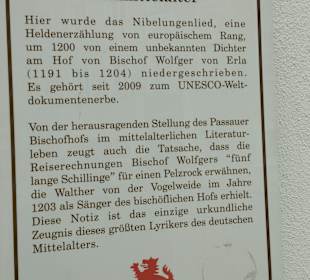 Hier wurde das Nibelungenlied, eine
Heldenerzählung von europäischem Rang,
um 1200 von einem unbekannten Dichter
am Hof von Bischof Wolfger von Erla
(1191 bis 1204) niedergeschrieben.
Es gehört seit 2009 zum UNESCO-Welt-
dokumentenerbe.
Von der herausragenden Stellung des Passauer
Bischofhofs im mittelalterlichen Literatur-
leben zeugt auch die Tatsache, dass die
Reiserechnungen Bischof Wolfgers "fünf
lange Schillinge" für einen Pelzrock erwähnen,
die Walther von der Vogelweide im Jahre
1203 als Sänger des bischöflichen Hofs erhielt.
Diese Notiz ist das einzige urkundliche
Zeugnis dieses größten Lyrikers des deutschen
Mittelalters.